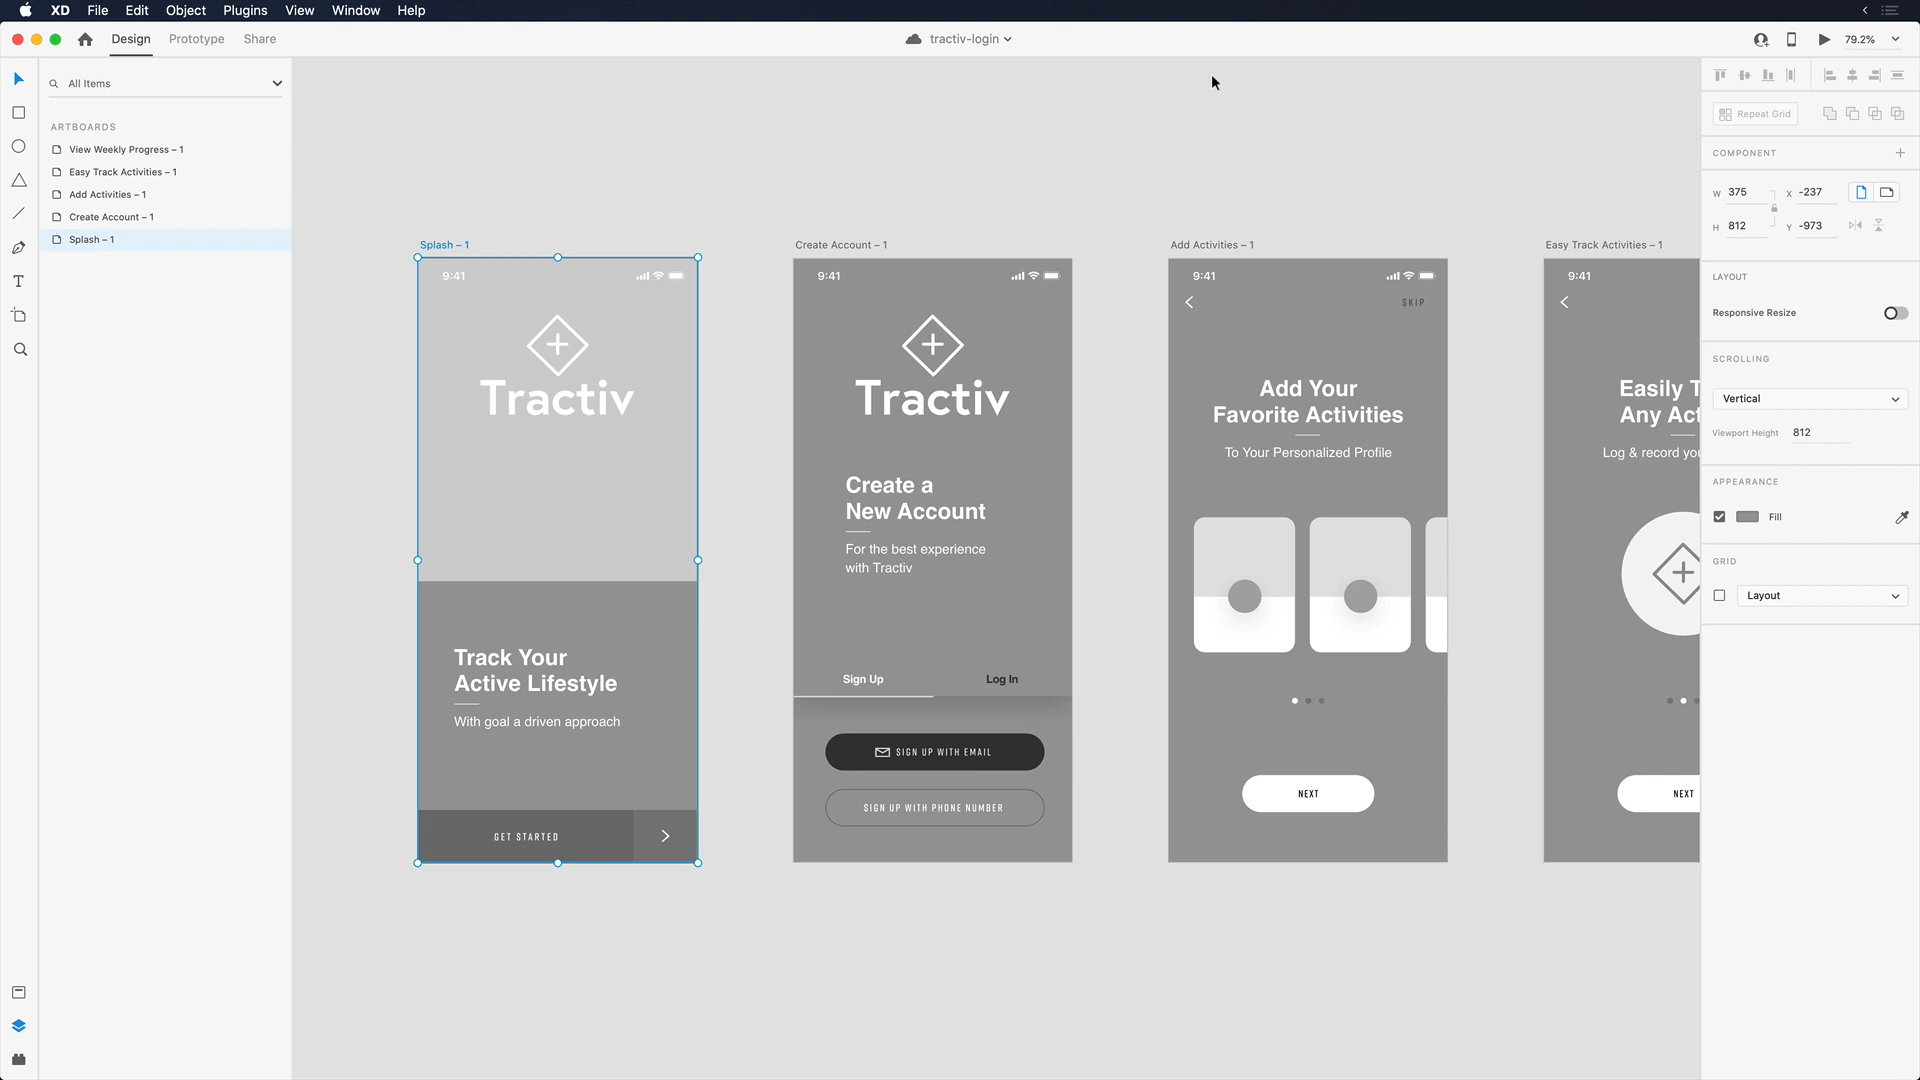 XD File Edit Object Plugins View Window Help
Design Prototype Share
tractiv-login
79.2%
All Items
ARTBOARDS
View Weekly Progress – 1
Easy Track Activities – 1
Add Activities – 1
Create Account – 1
Splash – 1
Splash – 1
9:41
Tractiv
Track Your
Active Lifestyle
With goal a driven approach
GET STARTED
Create Account – 1
9:41
Tractiv
Create a
New Account
For the best experience
with Tractiv
Sign Up Log In
SIGN UP WITH EMAIL
SIGN UP WITH PHONE NUMBER
Add Activities – 1
9:41
SKIP
Add Your
Favorite Activities
To Your Personalized Profile
NEXT
Easy Track Activities – 1
9:41
Easily T
Any Act
Log & record you
NEXT
Repeat Grid
COMPONENT
W 375 X -237
H 812 Y -973
LAYOUT
Responsive Resize
SCROLLING
Vertical
Viewport Height 812
APPEARANCE
Fill
GRID
Layout